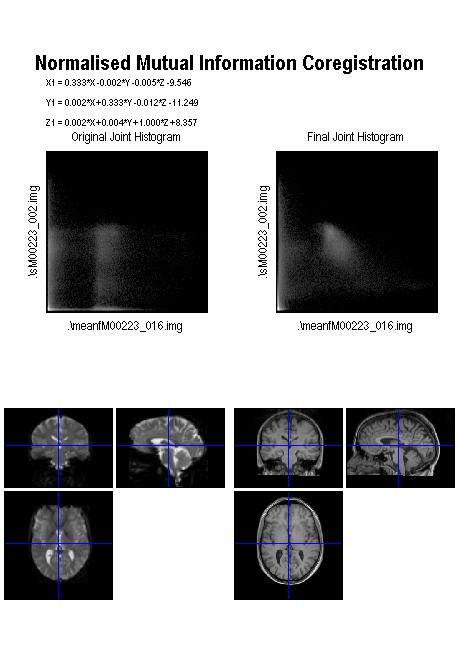 Normalised Mutual Information Coregistration
X1 = 0.333*X -0.002*Y -0.005*Z -9.546
Y1 = 0.002*X+0.333*Y -0.012*Z -11.249
Z1 = 0.002*X+0.004*Y+1.000*Z+8.357
Original Joint Histogram
.\sM00223_002.img
.\meanfM00223_016.img
Final Joint Histogram
.\sM00223_002.img
.\meanfM00223_016.img